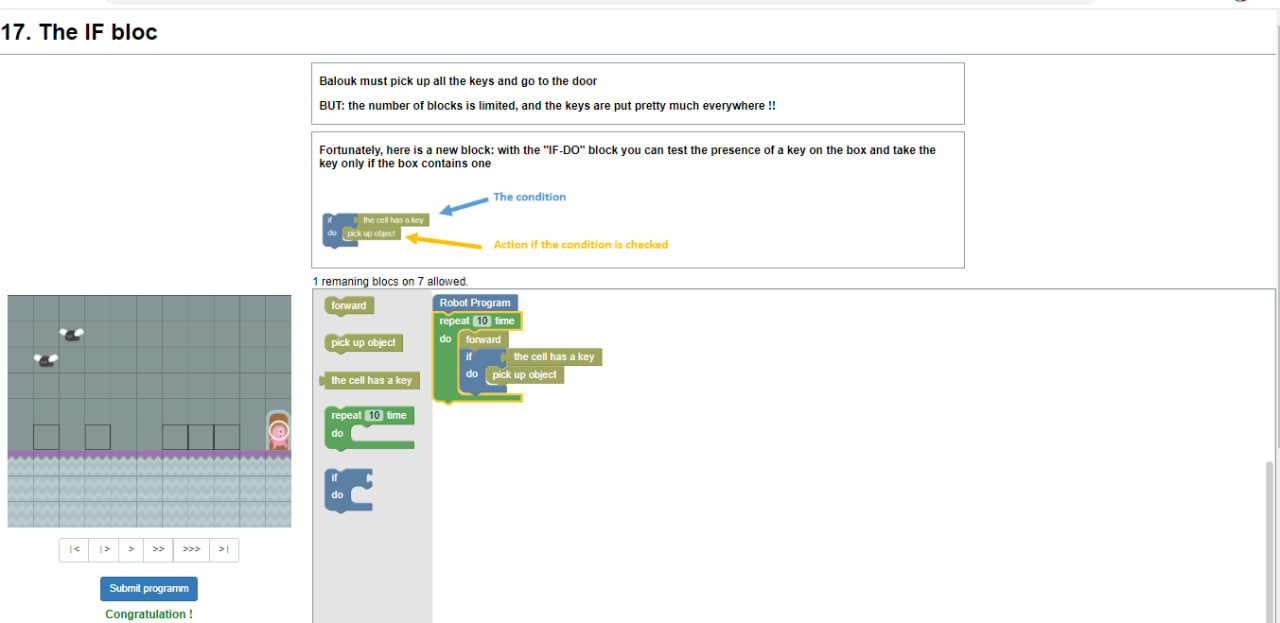 17. The IF bloc
Balouk must pick up all the keys and go to the door
BUT: the number of blocks is limited, and the keys are put pretty much everywhere !!
Fortunately, here is a new block: with the "IF-DO" block you can test the presence of a key on the box and take the
key only if the box contains one
The condition
if the cell has a key
do pick up object
Action if the condition is checked
1 remaning blocs on 7 allowed.
forward
pick up object
the cell has a key
repeat 10 time
do
if
do
Robot Program
repeat 10 time
do forward
if the cell has a key
do pick up object
|< |> > >> >>> >|
Submit programm
Congratulation !